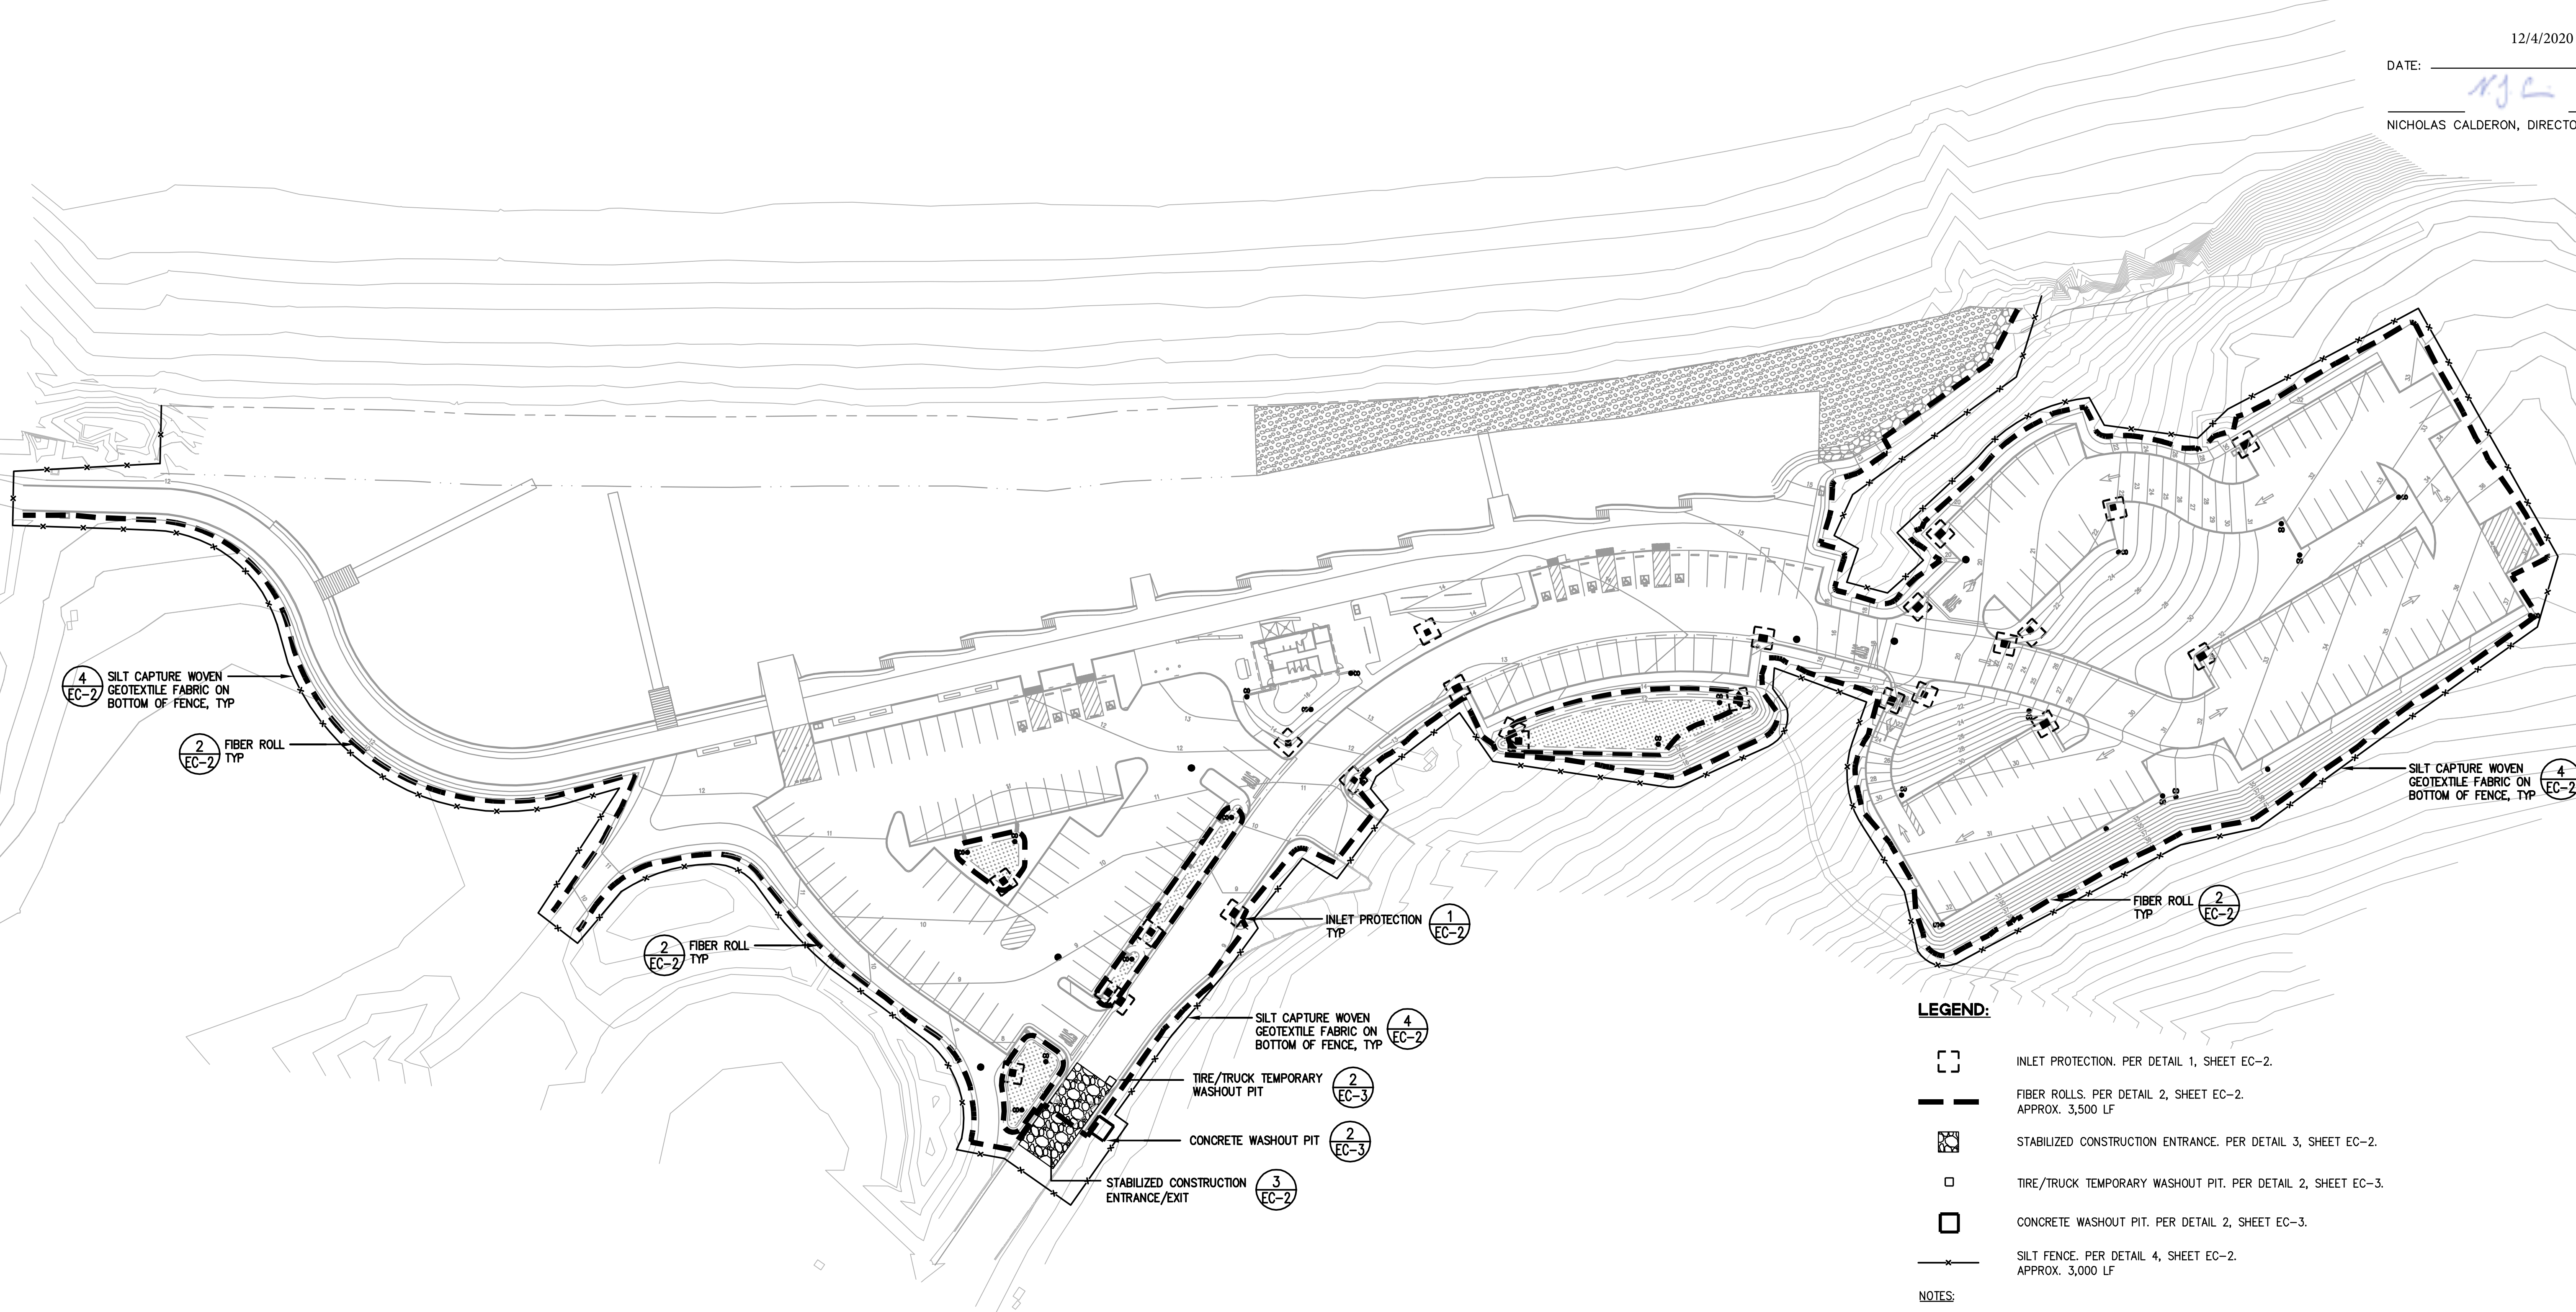 12/4/2020
DATE:
NICHOLAS CALDERON, DIRECTO
4
EC-2
SILT CAPTURE WOVEN
GEOTEXTILE FABRIC ON
BOTTOM OF FENCE, TYP
2
EC-2
FIBER ROLL
TYP
2
EC-2
FIBER ROLL
TYP
INLET PROTECTION
TYP
1
EC-2
SILT CAPTURE WOVEN
GEOTEXTILE FABRIC ON
BOTTOM OF FENCE, TYP
4
EC-2
TIRE/TRUCK TEMPORARY
WASHOUT PIT
2
EC-3
CONCRETE WASHOUT PIT
2
EC-3
STABILIZED CONSTRUCTION
ENTRANCE/EXIT
3
EC-2
SILT CAPTURE WOVEN
GEOTEXTILE FABRIC ON
BOTTOM OF FENCE, TYP
4
EC-2
FIBER ROLL
TYP
2
EC-2
LEGEND:
INLET PROTECTION. PER DETAIL 1, SHEET EC-2.
FIBER ROLLS. PER DETAIL 2, SHEET EC-2.
APPROX. 3,500 LF
STABILIZED CONSTRUCTION ENTRANCE. PER DETAIL 3, SHEET EC-2.
TIRE/TRUCK TEMPORARY WASHOUT PIT. PER DETAIL 2, SHEET EC-3.
CONCRETE WASHOUT PIT. PER DETAIL 2, SHEET EC-3.
SILT FENCE. PER DETAIL 4, SHEET EC-2.
APPROX. 3,000 LF
NOTES: